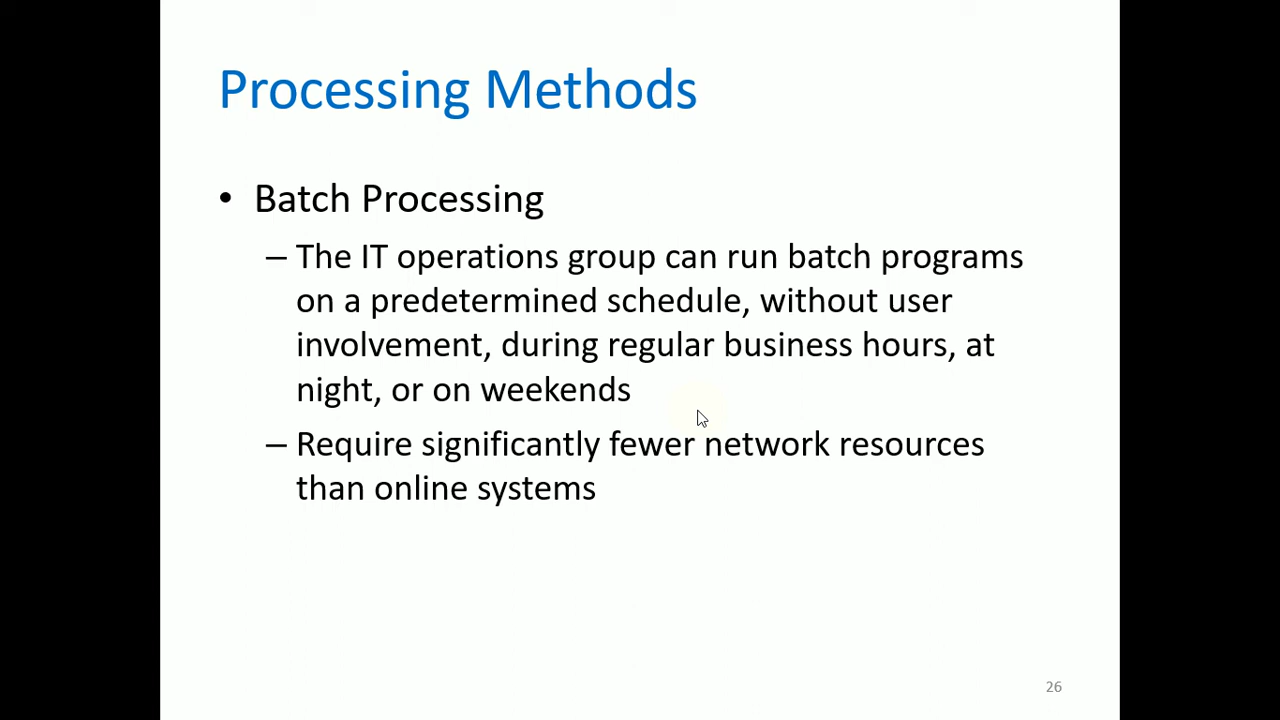 Processing Methods
• Batch Processing
– The IT operations group can run batch programs
on a predetermined schedule, without user
involvement, during regular business hours, at
night, or on weekends
– Require significantly fewer network resources
than online systems
26